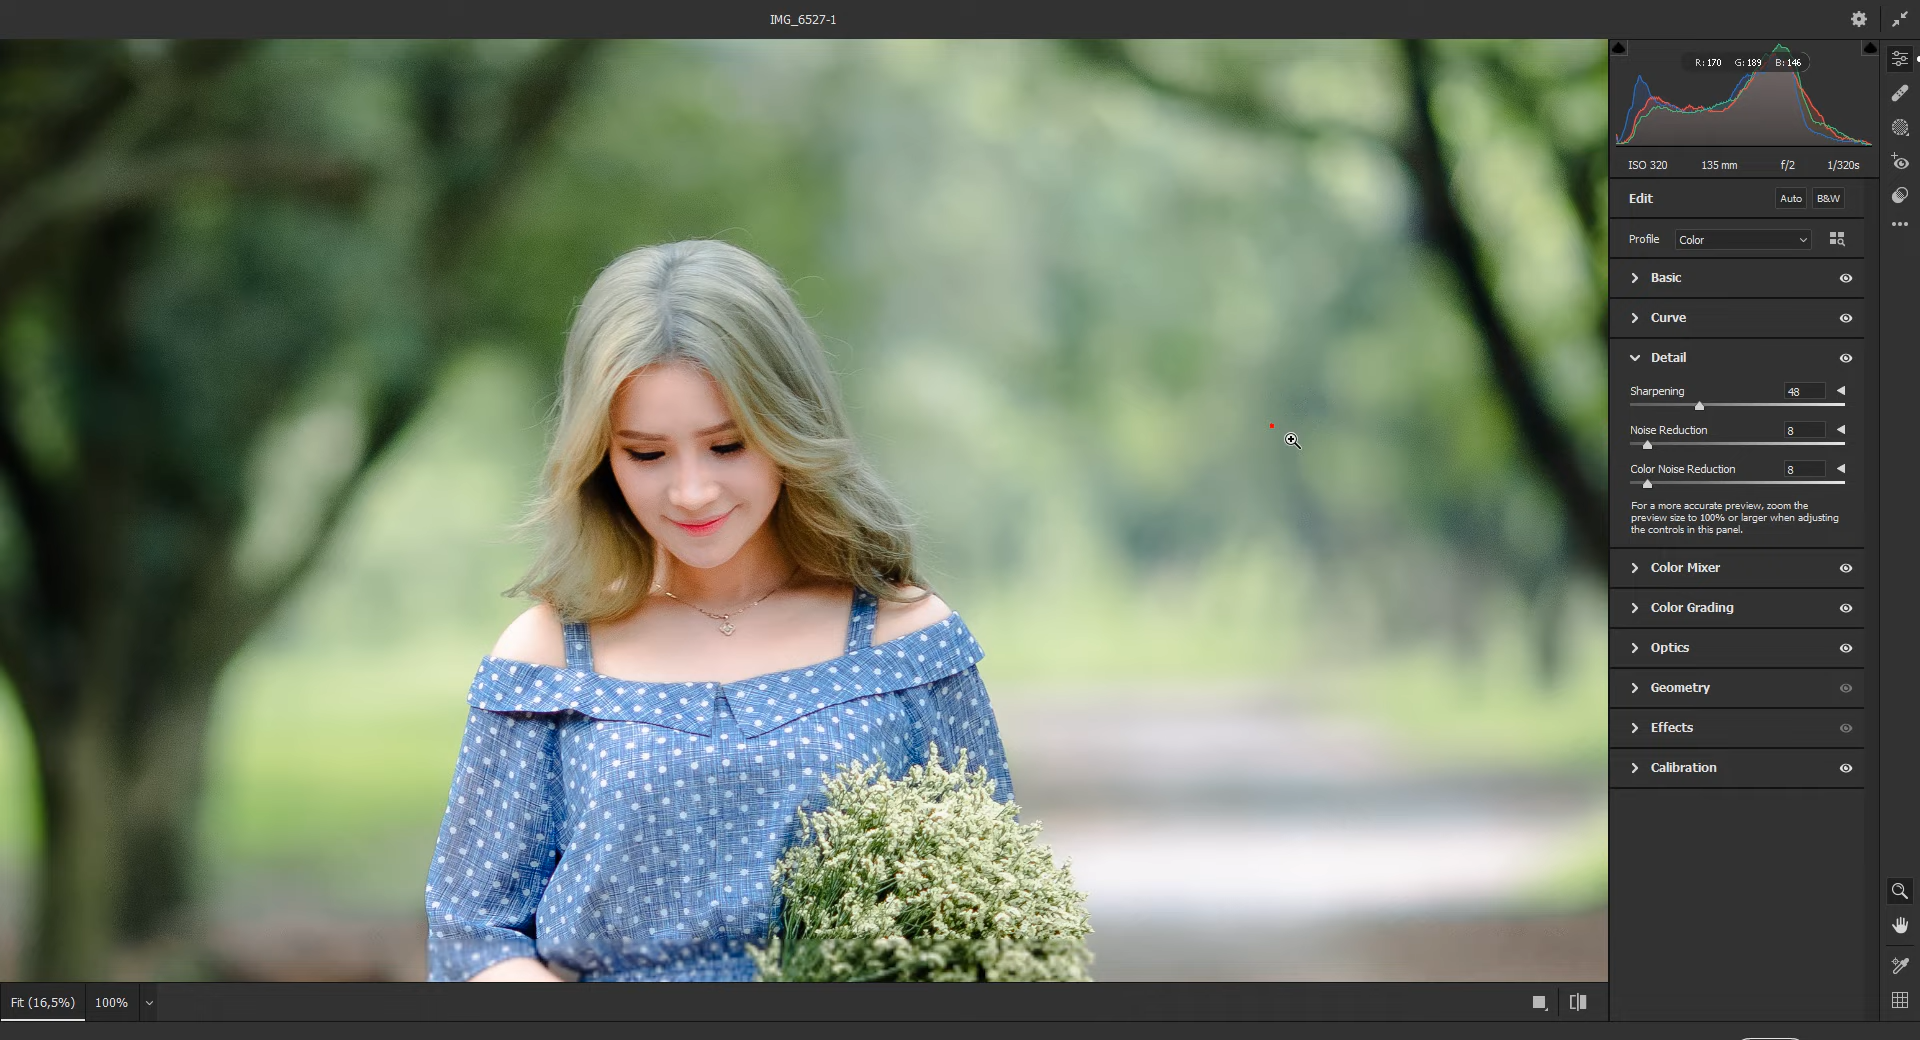 IMG_6527-1
R: 170 G: 189 B: 146
ISO 320 135 mm f/2 1/320s
Edit Auto B&W
Profile Color
Basic
Curve
Detail
Sharpening 48
Noise Reduction 8
Color Noise Reduction 8
For a more accurate preview, zoom the
preview size to 100% or larger when adjusting
the controls in this panel.
Color Mixer
Color Grading
Optics
Geometry
Effects
Calibration
Fit (16,5%) 100%